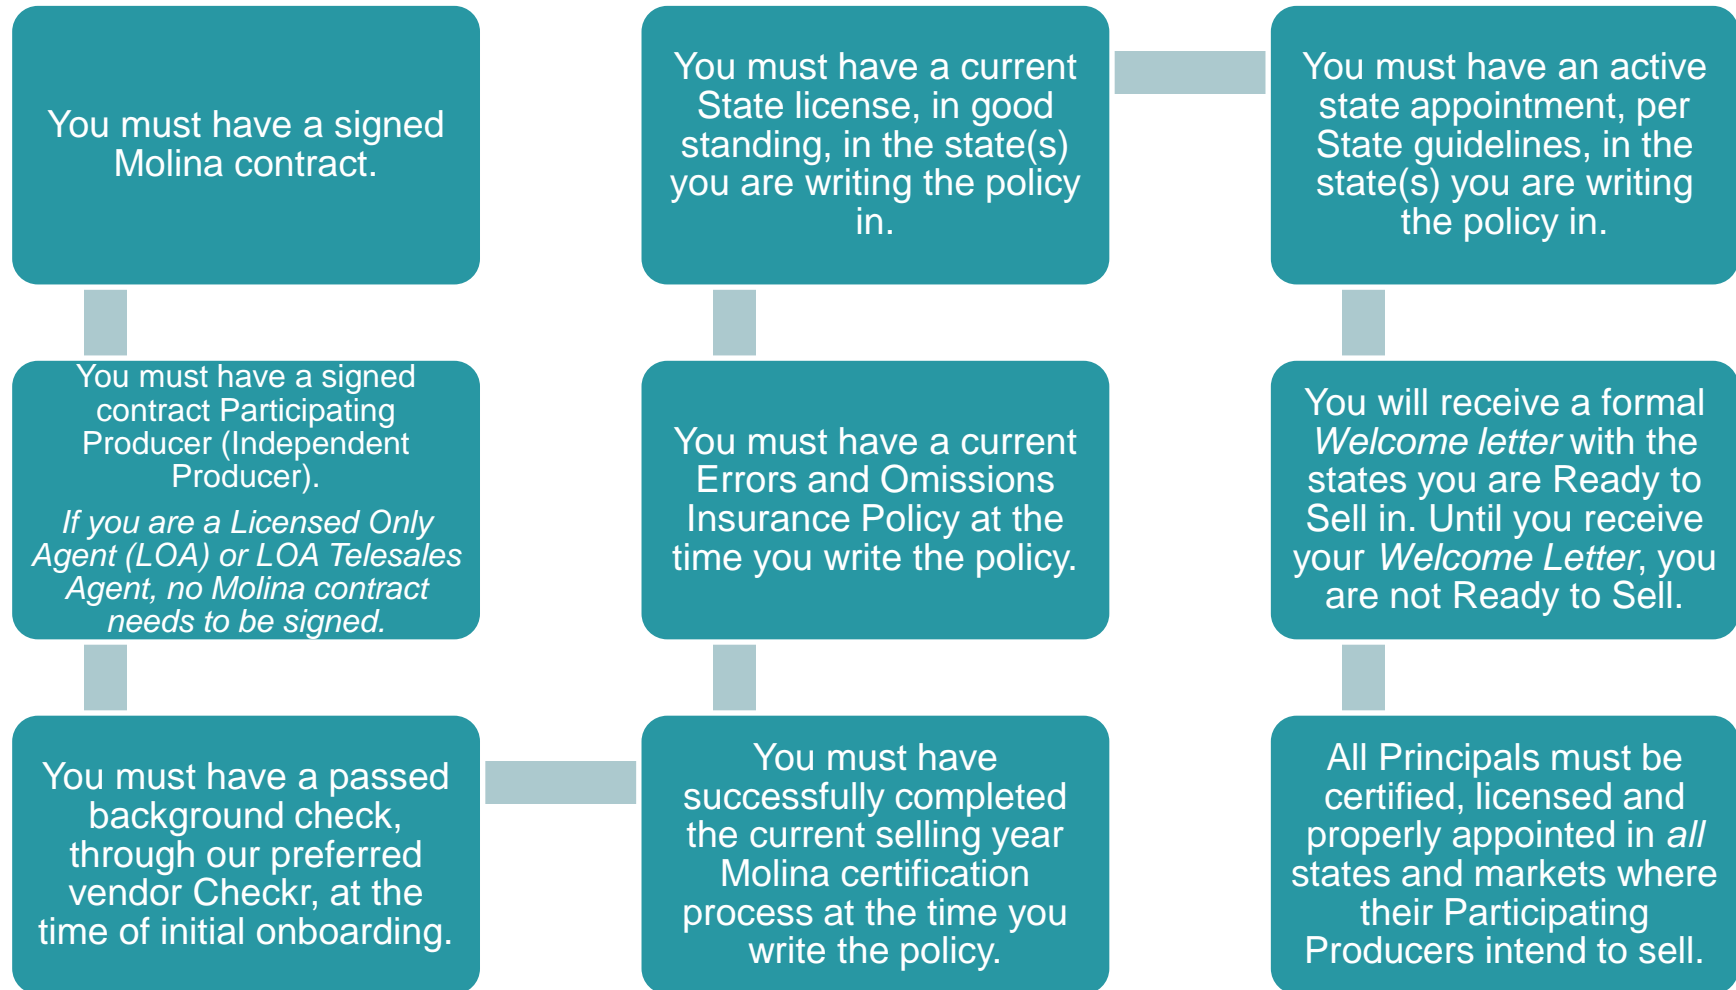 You must have a signed
Molina contract.
You must have a signed
contract Participating
Producer (Independent
Producer).
If you are a Licensed Only
Agent (LOA) or LOA Telesales
Agent, no Molina contract
needs to be signed.
You must have a passed
background check,
through our preferred
vendor Checkr, at the
time of initial onboarding.
You must have
successfully completed
the current selling year
Molina certification
process at the time you
write the policy.
You must have a current
Errors and Omissions
Insurance Policy at the
time you write the policy.
You must have a current
State license, in good
standing, in the state(s)
you are writing the policy
in.
You must have an active
state appointment, per
State guidelines, in the
state(s) you are writing
the policy in.
You will receive a formal
Welcome letter with the
states you are Ready to
Sell in. Until you receive
your Welcome Letter, you
are not Ready to Sell.
All Principals must be
certified, licensed and
properly appointed in all
states and markets where
their Participating
Producers intend to sell.